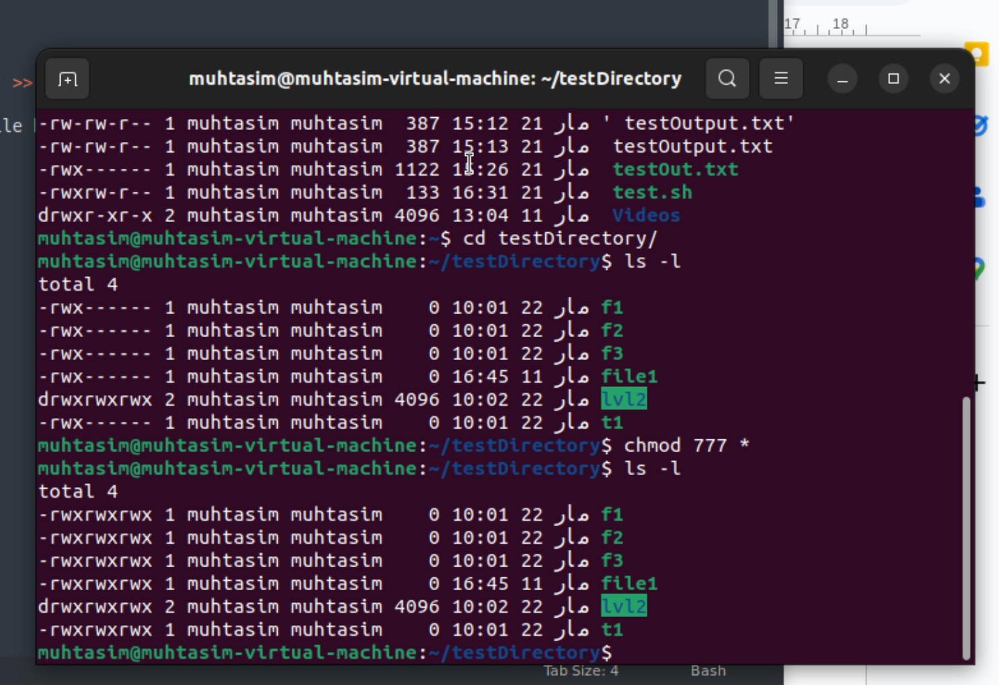 17 18
>>
le
muhtasim@muhtasim-virtual-machine: ~/testDirectory
-rw-rw-r-- 1 muhtasim muhtasim  387 15:12 21 مار ' testOutput.txt'
-rw-rw-r-- 1 muhtasim muhtasim  387 15:13 21 مار  testOutput.txt
-rwx------ 1 muhtasim muhtasim 1122 15:26 21 مار  testOut.txt
-rwxrw-r-- 1 muhtasim muhtasim  133 16:31 21 مار  test.sh
drwxr-xr-x 2 muhtasim muhtasim 4096 13:04 11 مار  Videos
muhtasim@muhtasim-virtual-machine:~$ cd testDirectory/
muhtasim@muhtasim-virtual-machine:~/testDirectory$ ls -l
total 4
-rwx------ 1 muhtasim muhtasim    0 10:01 22 مار f1
-rwx------ 1 muhtasim muhtasim    0 10:01 22 مار f2
-rwx------ 1 muhtasim muhtasim    0 10:01 22 مار f3
-rwx------ 1 muhtasim muhtasim    0 16:45 11 مار file1
drwxrwxrwx 2 muhtasim muhtasim 4096 10:02 22 مار lvl2
-rwx------ 1 muhtasim muhtasim    0 10:01 22 مار t1
muhtasim@muhtasim-virtual-machine:~/testDirectory$ chmod 777 *
muhtasim@muhtasim-virtual-machine:~/testDirectory$ ls -l
total 4
-rwxrwxrwx 1 muhtasim muhtasim    0 10:01 22 مار f1
-rwxrwxrwx 1 muhtasim muhtasim    0 10:01 22 مار f2
-rwxrwxrwx 1 muhtasim muhtasim    0 10:01 22 مار f3
-rwxrwxrwx 1 muhtasim muhtasim    0 16:45 11 مار file1
drwxrwxrwx 2 muhtasim muhtasim 4096 10:02 22 مار lvl2
-rwxrwxrwx 1 muhtasim muhtasim    0 10:01 22 مار t1
muhtasim@muhtasim-virtual-machine:~/testDirectory$
Tab Size: 4 Bash